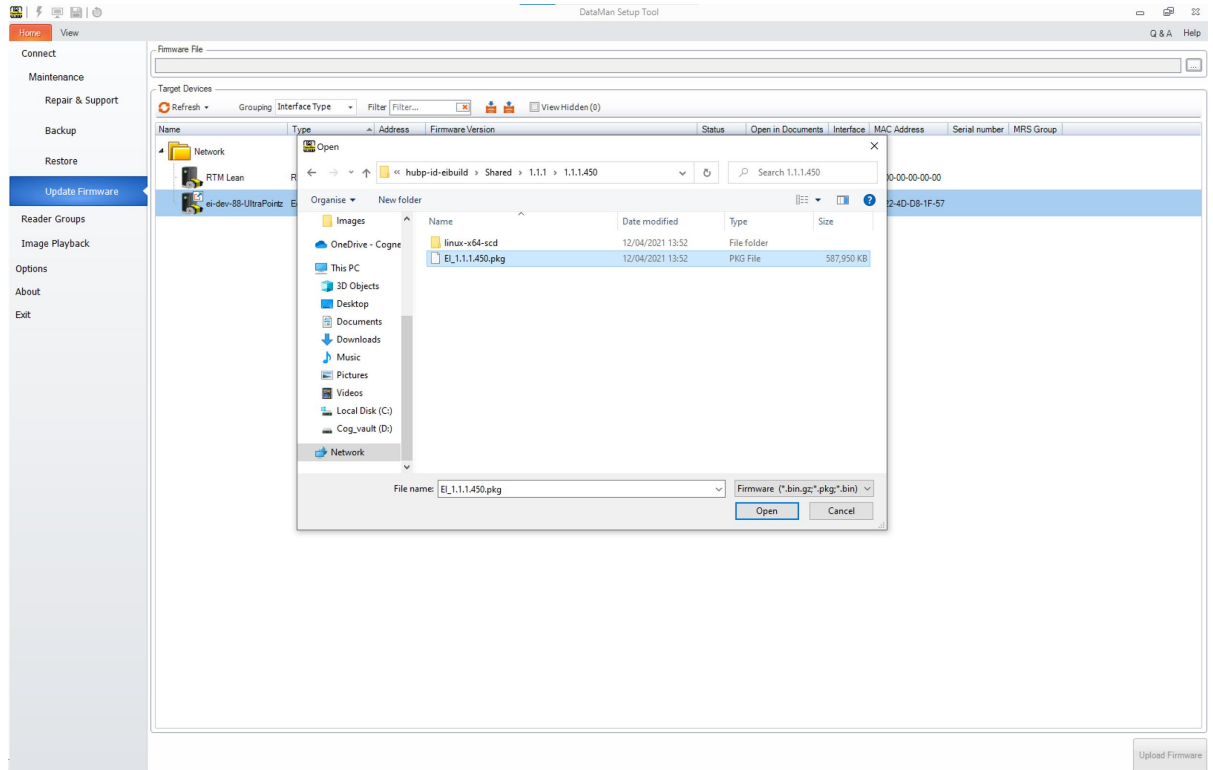 DataMan Setup Tool
Home View Q & A Help
Connect
Maintenance
Repair & Support
Backup
Restore
Update Firmware
Reader Groups
Image Playback
Options
About
Exit
Firmware File
...
Target Devices
Refresh Grouping Interface Type Filter Filter... View Hidden (0)
Name Type Address Firmware Version Status Open in Documents Interface MAC Address Serial number MRS Group
Network
RTM Lean R 00-00-00-00-00
ei-dev-88-UltraPointz 22-4D-D8-1F-57
Open
« hubp-id-eibuild > Shared > 1.1.1 > 1.1.1.450 Search 1.1.1.450
Organise New folder
Images
OneDrive - Cogne
This PC
3D Objects
Desktop
Documents
Downloads
Music
Pictures
Videos
Local Disk (C:)
Cog_vault (D:)
Network
Name Date modified Type Size
linux-x64-scd 12/04/2021 13:52 File folder
EI_1.1.1.450.pkg 12/04/2021 13:52 PKG File 587,950 KB
File name: EI_1.1.1.450.pkg Firmware (*.bin.gz;*.pkg;*.bin)
Open Cancel
Upload Firmware